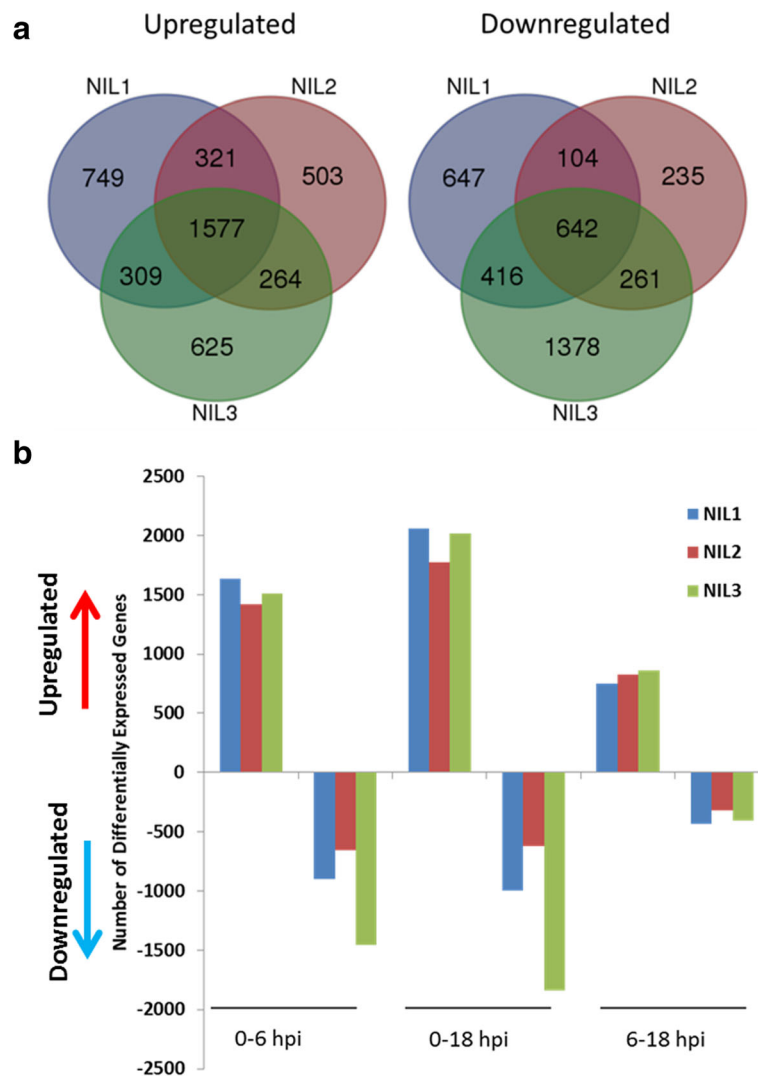 a
Upregulated
Downregulated
NIL1
NIL2
749
321
503
1577
309
264
625
NIL3
NIL1
NIL2
647
104
235
642
416
261
1378
NIL3
b
Upregulated
Downregulated
Number of Differentially Expressed Genes
2500
2000
1500
1000
500
0
-500
-1000
-1500
-2000
-2500
NIL1
NIL2
NIL3
0-6 hpi
0-18 hpi
6-18 hpi